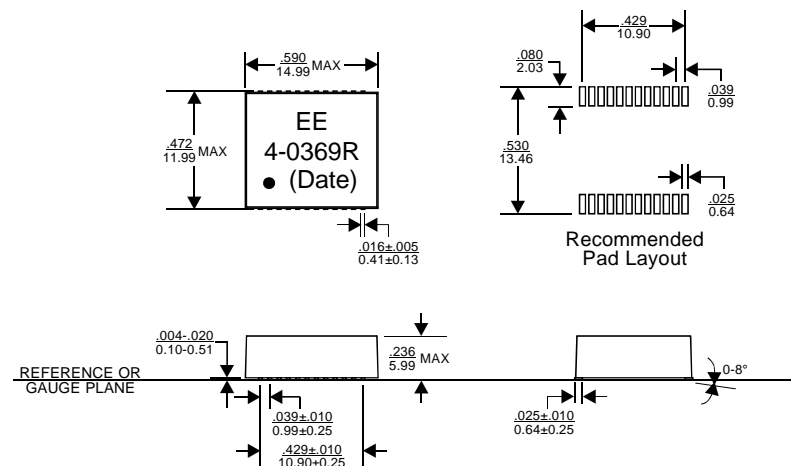 .590
14.99 MAX
.472
11.99 MAX
EE
4-0369R
(Date)
.016±.005
0.41±0.13
.429
10.90
.080
2.03
.039
0.99
.530
13.46
.025
0.64
Recommended
Pad Layout
.004-.020
0.10-0.51
REFERENCE OR
GAUGE PLANE
.236
5.99 MAX
.039±.010
0.99±0.25
.429±.010
10.90±0.25
0-8°
.025±.010
0.64±0.25